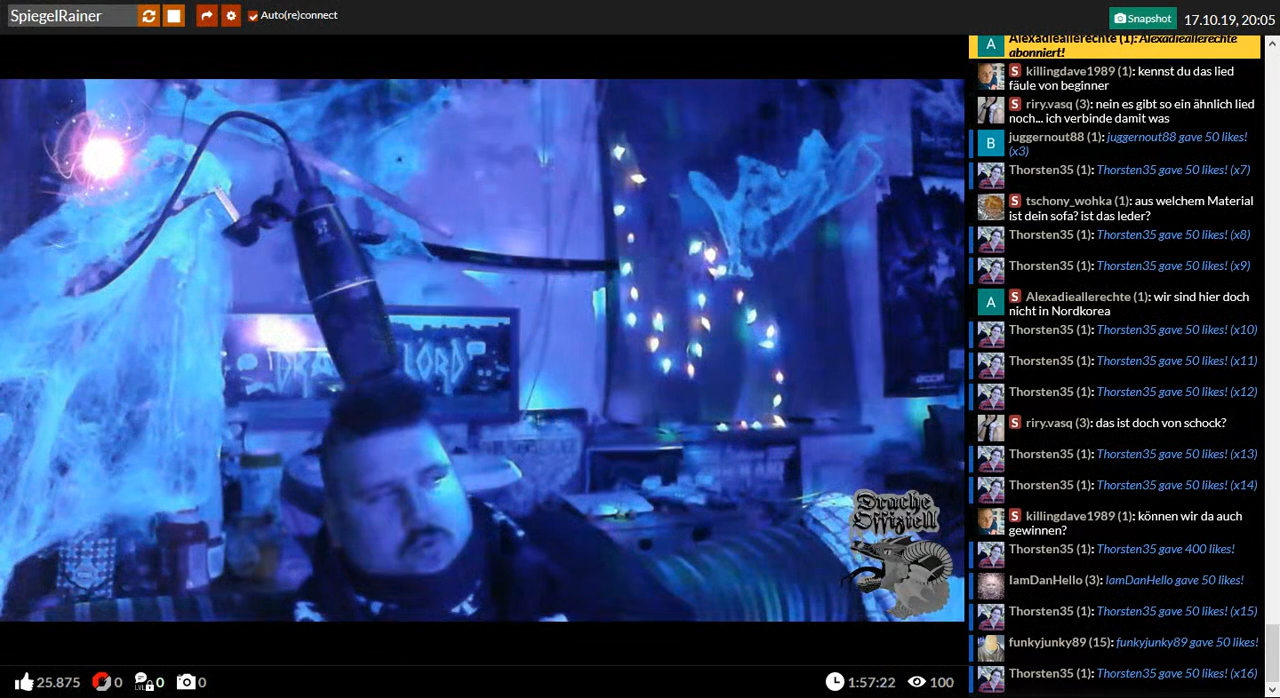 SpiegelRainer
Auto(re)connect
Snapshot
17.10.19, 20:05
LORD
Drache
Offiziell
A
Alexadieallerechte (1): Alexadieallerechte
abonniert!
S killingdave1989 (1): kennst du das lied
fäule von beginner
S riry.vasq (3): nein es gibt so ein ähnlich lied
noch... ich verbinde damit was
B
juggernout88 (1): juggernout88 gave 50 likes!
(x3)
Thorsten35 (1): Thorsten35 gave 50 likes! (x7)
S tschony_wohka (1): aus welchem Material
ist dein sofa? ist das leder?
Thorsten35 (1): Thorsten35 gave 50 likes! (x8)
Thorsten35 (1): Thorsten35 gave 50 likes! (x9)
A
S Alexadieallerechte (1): wir sind hier doch
nicht in Nordkorea
Thorsten35 (1): Thorsten35 gave 50 likes! (x10)
Thorsten35 (1): Thorsten35 gave 50 likes! (x11)
Thorsten35 (1): Thorsten35 gave 50 likes! (x12)
S riry.vasq (3): das ist doch von schock?
Thorsten35 (1): Thorsten35 gave 50 likes! (x13)
Thorsten35 (1): Thorsten35 gave 50 likes! (x14)
S killingdave1989 (1): können wir da auch
gewinnen?
Thorsten35 (1): Thorsten35 gave 400 likes!
IamDanHello (3): IamDanHello gave 50 likes!
Thorsten35 (1): Thorsten35 gave 50 likes! (x15)
funkyjunky89 (15): funkyjunky89 gave 50 likes!
Thorsten35 (1): Thorsten35 gave 50 likes! (x16)
25.875
0
LVL
0
0
1:57:22
100